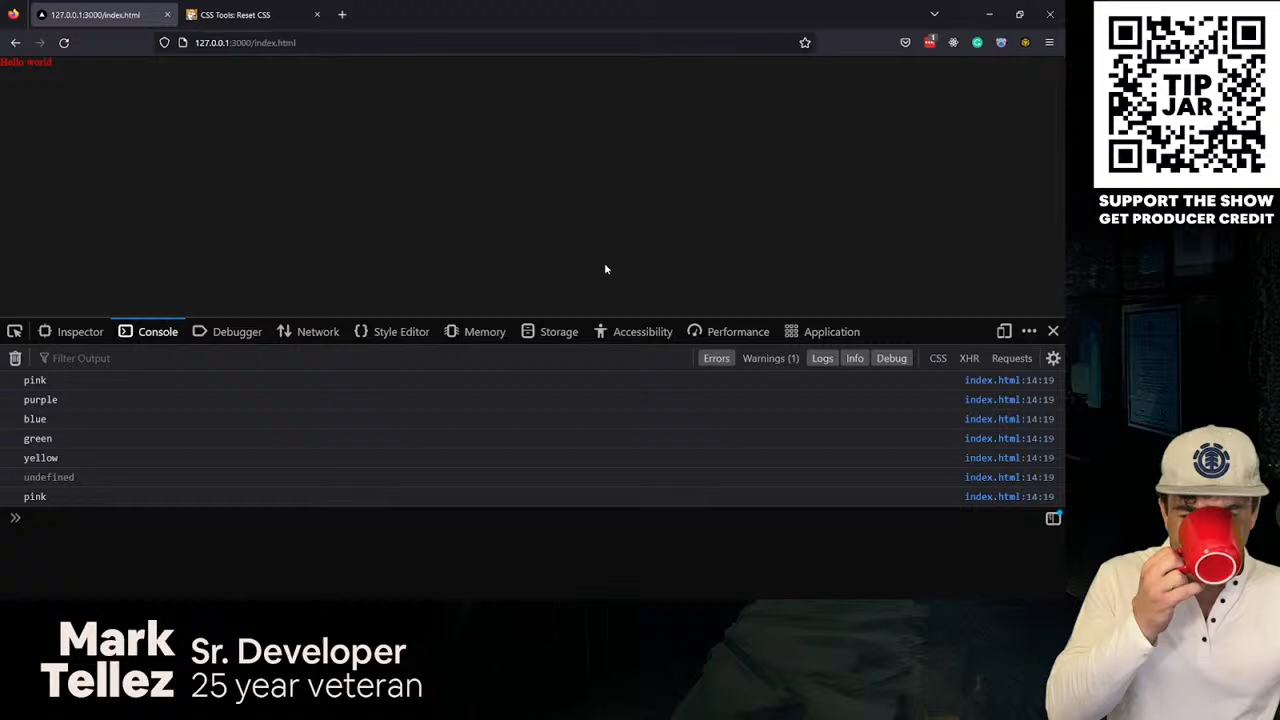 127.0.0.1:3000/index.html
CSS Tools: Reset CSS
127.0.0.1:3000/index.html
1
Hello world
TIP
JAR
SUPPORT THE SHOW
GET PRODUCER CREDIT
Inspector
Console
Debugger
Network
Style Editor
Memory
Storage
Accessibility
Performance
Application
Filter Output
Errors
Warnings (1)
Logs
Info
Debug
CSS
XHR
Requests
pink index.html:14:19
purple index.html:14:19
blue index.html:14:19
green index.html:14:19
yellow index.html:14:19
undefined index.html:14:19
pink index.html:14:19
Mark
Tellez
Sr. Developer
25 year veteran